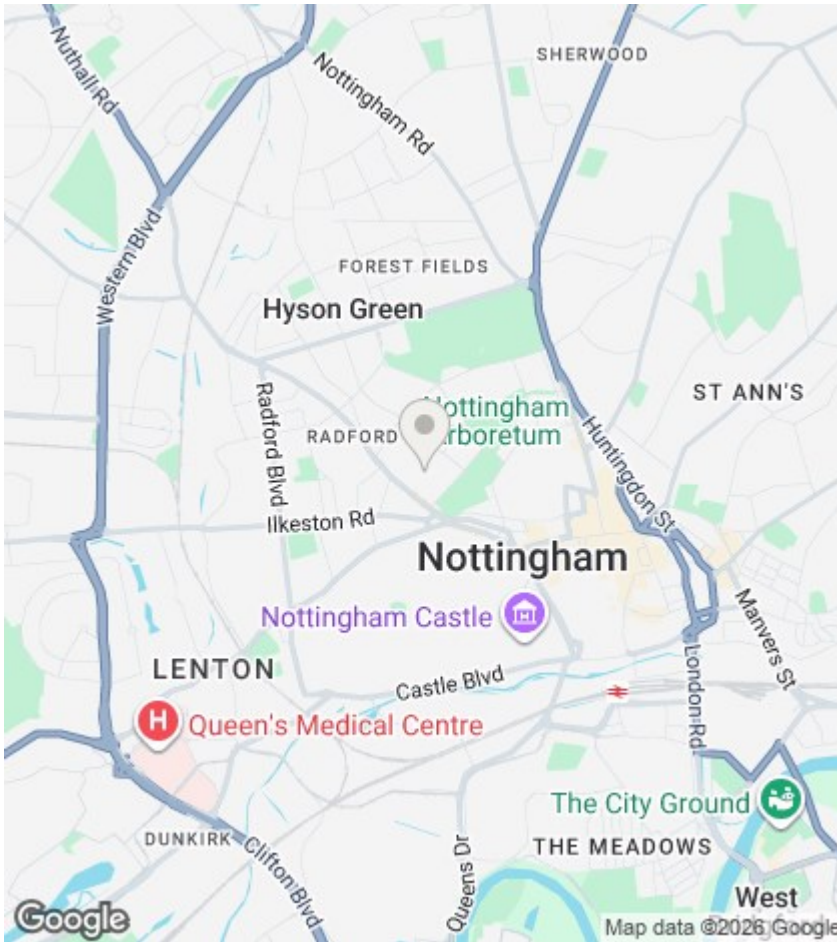 SHERWOOD
Nuthall Rd
Nottingham Rd
Western Blvd
FOREST FIELDS
Hyson Green
ST ANN'S
Nottingham
Arboretum
RADFORD
Radford Blvd
Huntingdon St
Ilkeston Rd
Nottingham
Nottingham Castle
Manvers St
LENTON
Castle Blvd
London Rd
H
Queen's Medical Centre
The City Ground
DUNKIRK
Clifton Blvd
Queens Dr
THE MEADOWS
West
Google
Map data ©2026 Google